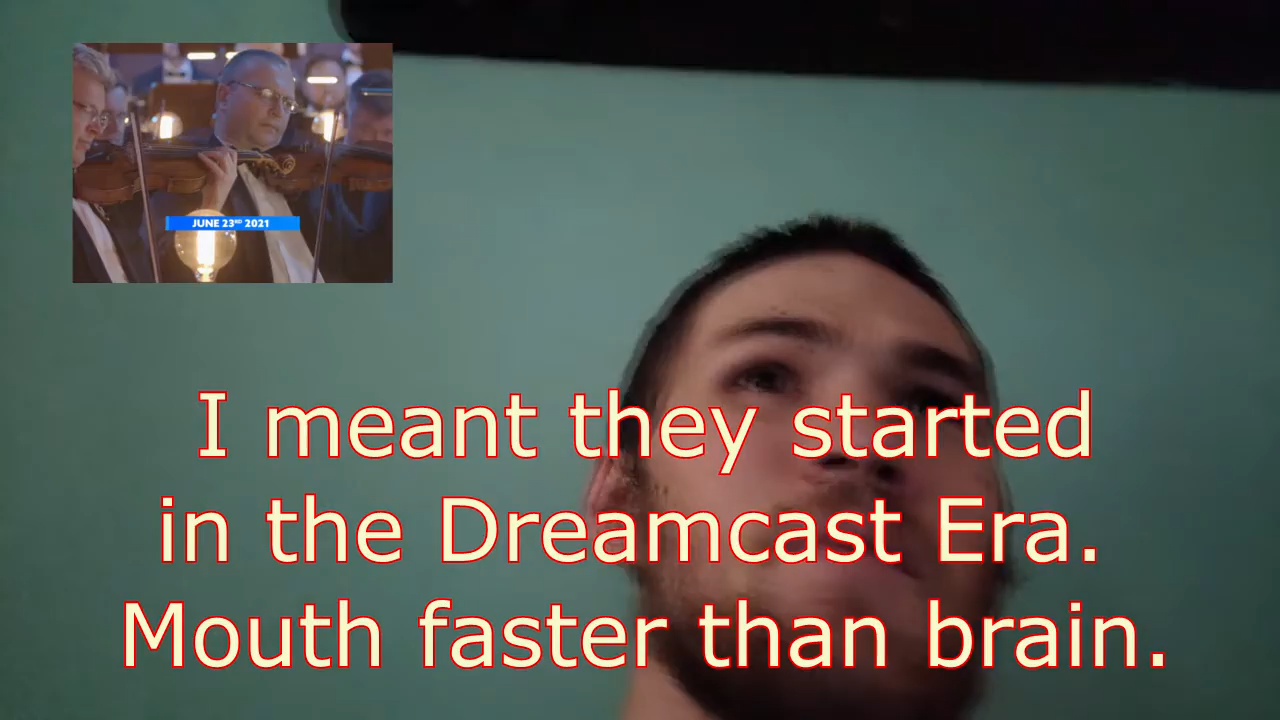 JUNE 23RD 2021
I meant they started
in the Dreamcast Era.
Mouth faster than brain.